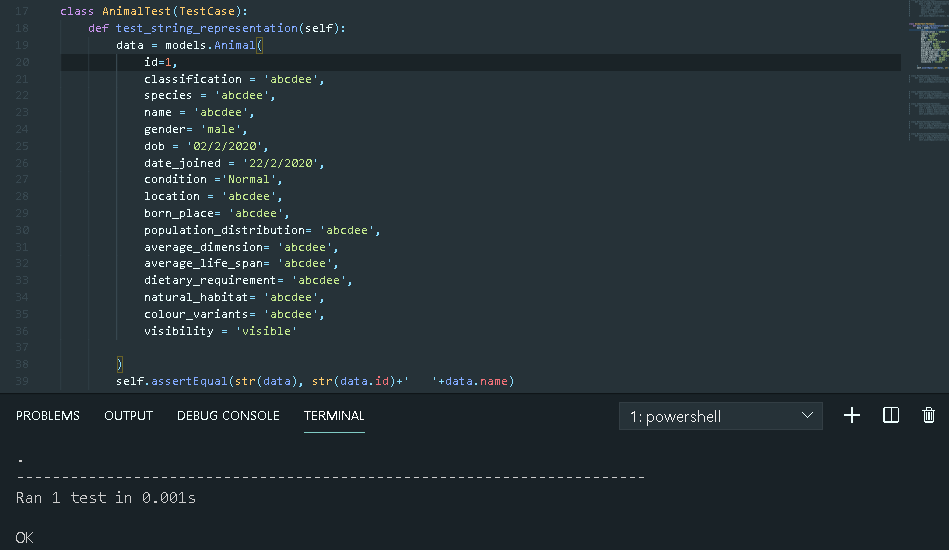 17 class AnimalTest(TestCase):
18 def test_string_representation(self):
19 data = models.Animal(
20 id=1,
21 classification = 'abcdee',
22 species = 'abcdee',
23 name = 'abcdee',
24 gender= 'male',
25 dob = '02/2/2020',
26 date_joined = '22/2/2020',
27 condition ='Normal',
28 location = 'abcdee',
29 born_place= 'abcdee',
30 population_distribution= 'abcdee',
31 average_dimension= 'abcdee',
32 average_life_span= 'abcdee',
33 dietary_requirement= 'abcdee',
34 natural_habitat= 'abcdee',
35 colour_variants= 'abcdee',
36 visibility = 'visible'
37
38 )
39 self.assertEqual(str(data), str(data.id)+'   '+data.name)
PROBLEMS OUTPUT DEBUG CONSOLE TERMINAL 1: powershell
.
----------------------------------------------------------------------
Ran 1 test in 0.001s
OK